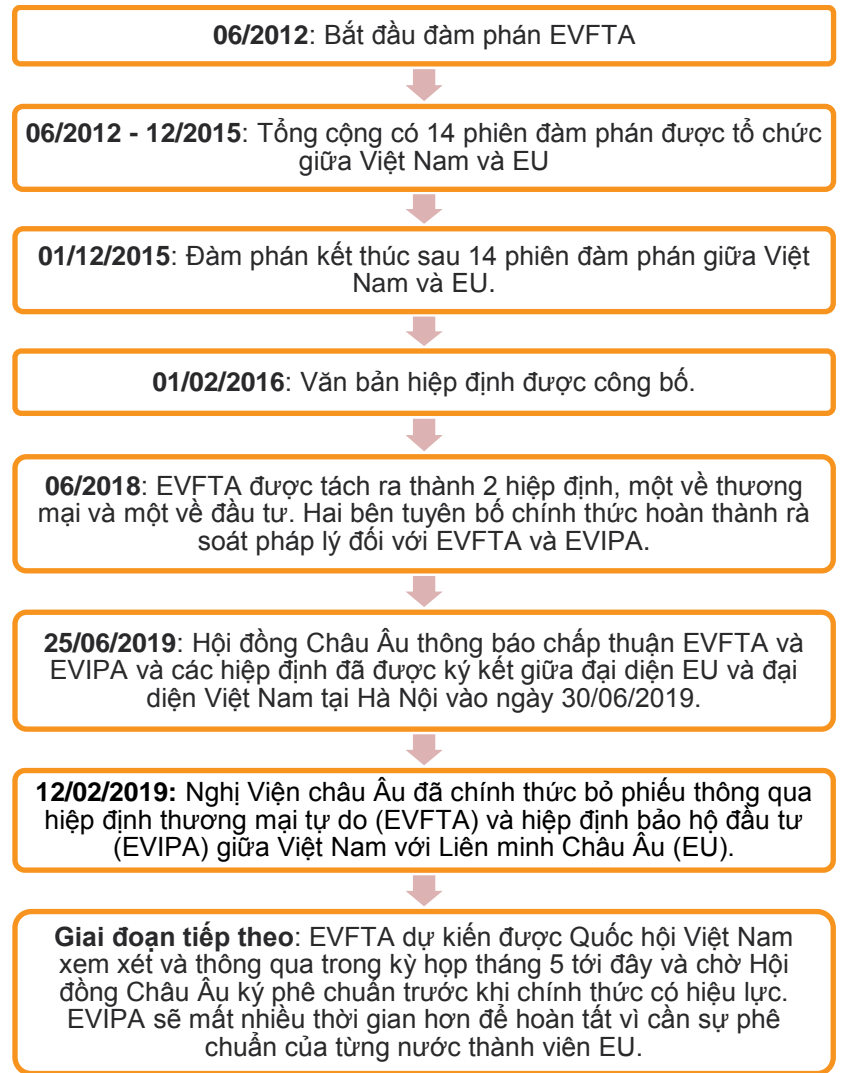 06/2012: Bắt đầu đàm phán EVFTA
06/2012 - 12/2015: Tổng cộng có 14 phiên đàm phán được tổ chức
giữa Việt Nam và EU
01/12/2015: Đàm phán kết thúc sau 14 phiên đàm phán giữa Việt
Nam và EU.
01/02/2016: Văn bản hiệp định được công bố.
06/2018: EVFTA được tách ra thành 2 hiệp định, một về thương
mại và một về đầu tư. Hai bên tuyên bố chính thức hoàn thành rà
soát pháp lý đối với EVFTA và EVIPA.
25/06/2019: Hội đồng Châu Âu thông báo chấp thuận EVFTA và
EVIPA và các hiệp định đã được ký kết giữa đại diện EU và đại
diện Việt Nam tại Hà Nội vào ngày 30/06/2019.
12/02/2019: Nghị Viện châu Âu đã chính thức bỏ phiếu thông qua
hiệp định thương mại tự do (EVFTA) và hiệp định bảo hộ đầu tư
(EVIPA) giữa Việt Nam với Liên minh Châu Âu (EU).
Giai đoạn tiếp theo: EVFTA dự kiến được Quốc hội Việt Nam
xem xét và thông qua trong kỳ họp tháng 5 tới đây và chờ Hội
đồng Châu Âu ký phê chuẩn trước khi chính thức có hiệu lực.
EVIPA sẽ mất nhiều thời gian hơn để hoàn tất vì cần sự phê
chuẩn của từng nước thành viên EU.